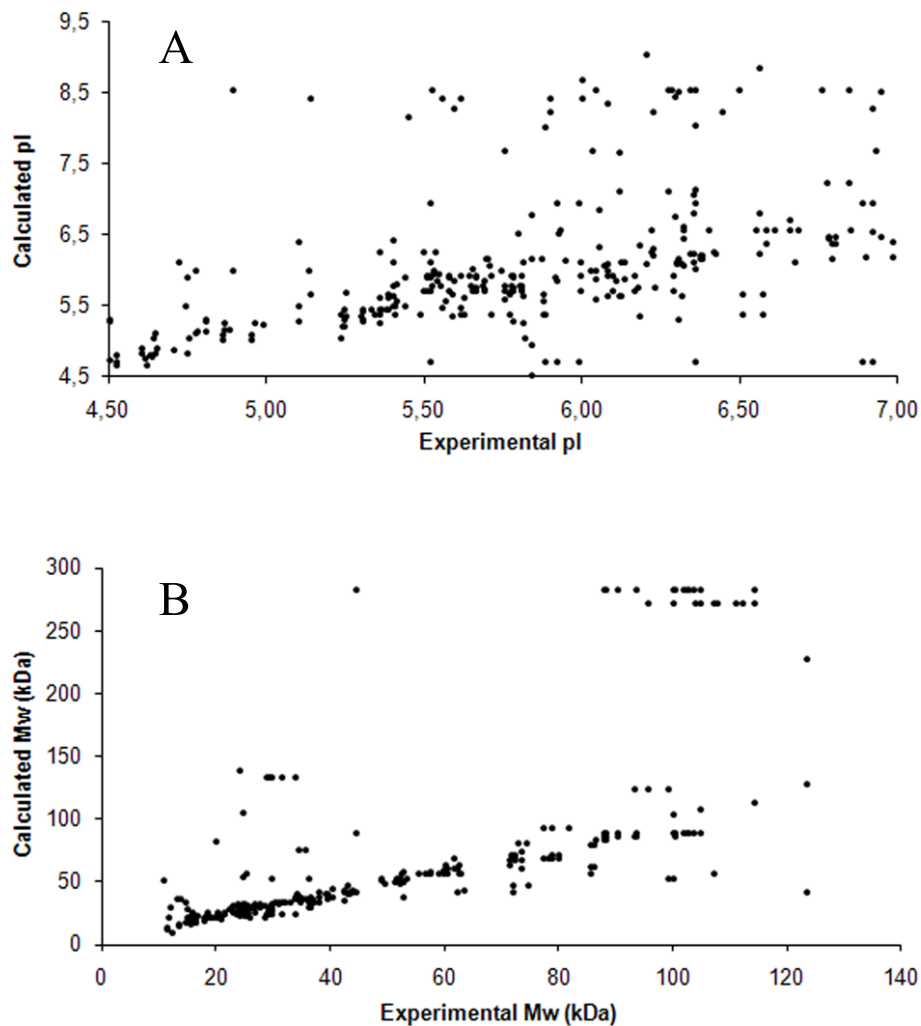 A
9,5
8,5
7,5
6,5
5,5
4,5
Calculated pI
4,50 5,00 5,50 6,00 6,50 7,00
Experimental pI
B
300
250
200
150
100
50
0
Calculated Mw (kDa)
0 20 40 60 80 100 120 140
Experimental Mw (kDa)